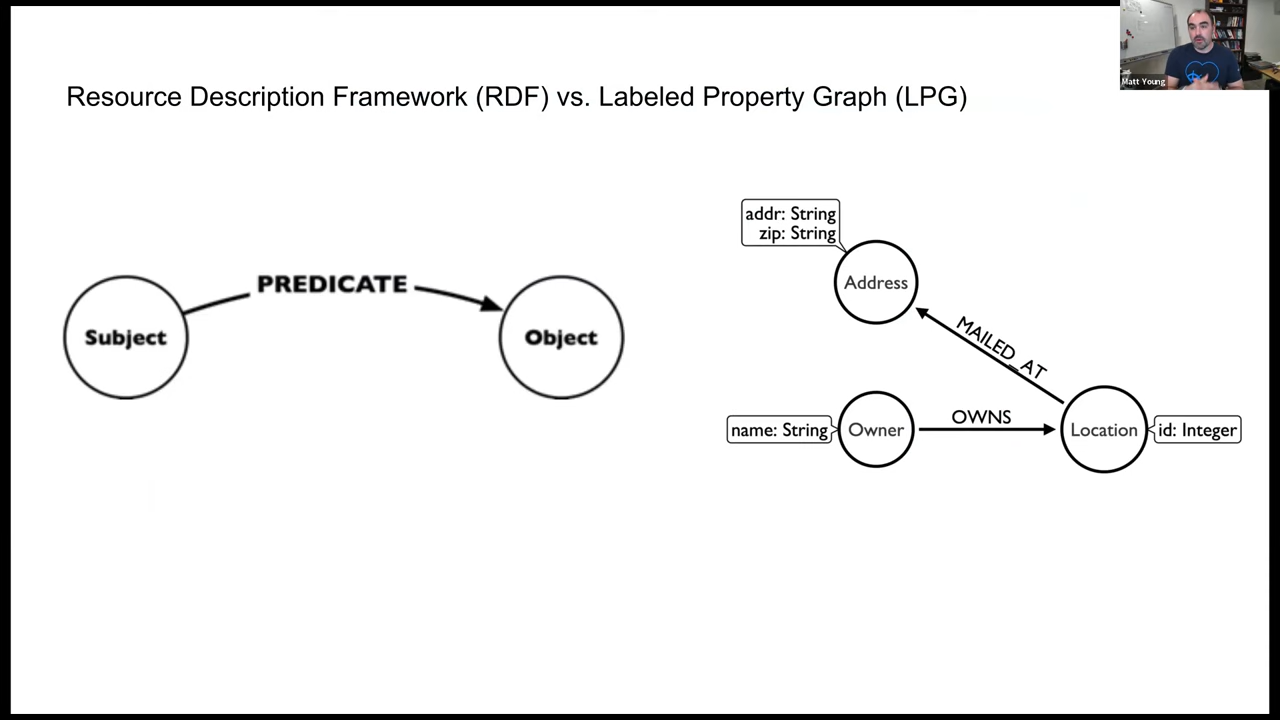 Matt Young
Resource Description Framework (RDF) vs. Labeled Property Graph (LPG)
Subject
PREDICATE
Object
addr: String
zip: String
Address
MAILED_AT
name: String
Owner
OWNS
Location
id: Integer